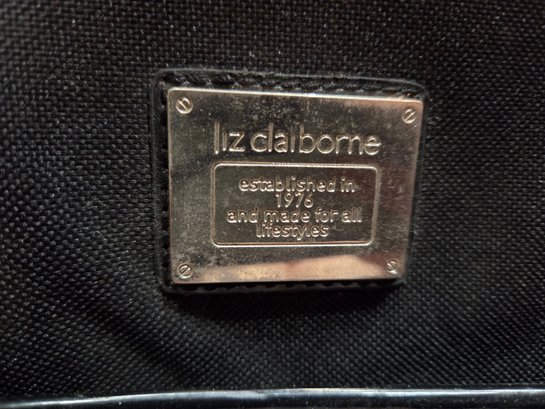 liz claiborne
established in
1976
and made for all
lifestyles